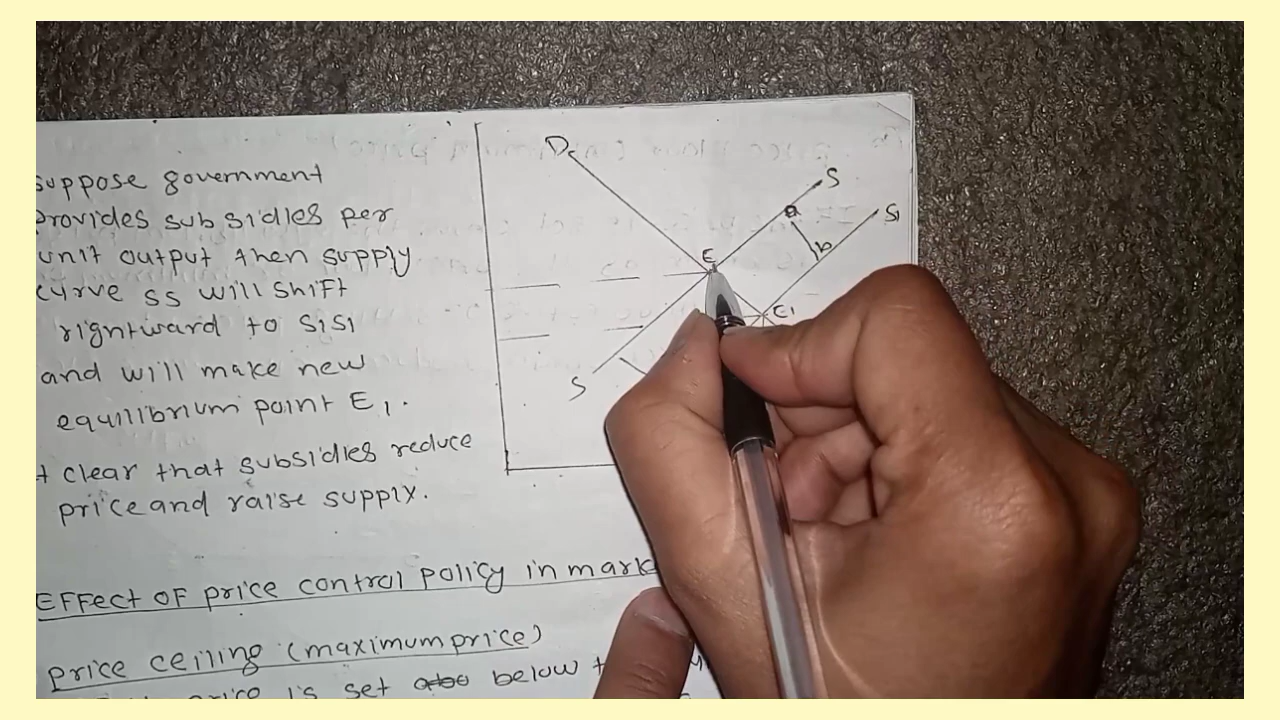 suppose government
provides subsidies per
unit output then supply
curve ss will shift
rigntward to S1S1
and will make new
equilibrium point E1.
t clear that subsidies reduce
price and raise supply.
EFFect OF price control policy in mark
price ceiling (maximum price)
price is set below
D
S
S1
a
b
E
E1
S